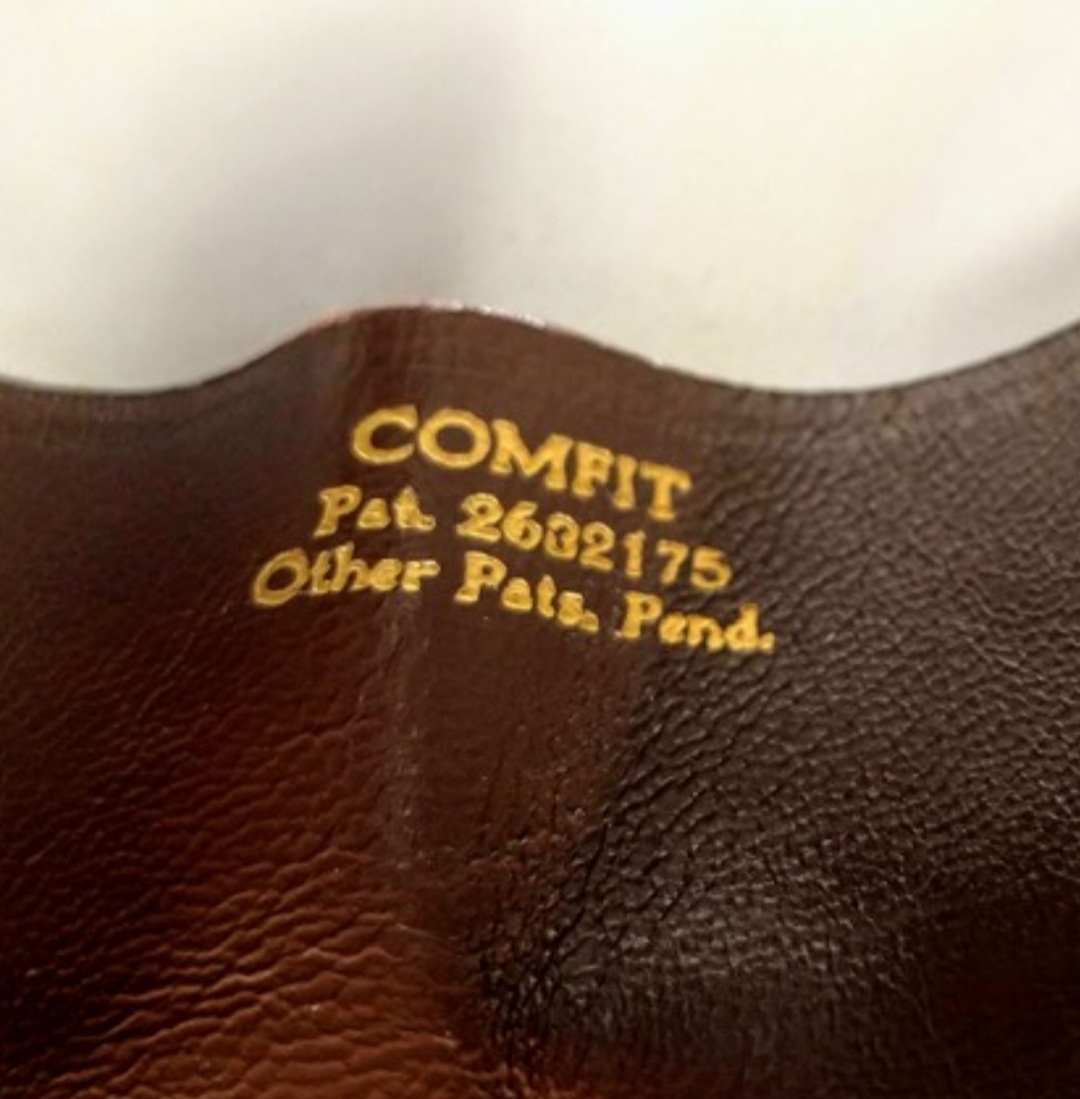 COMFIT
Pat. 2632175
Other Pats. Pend.